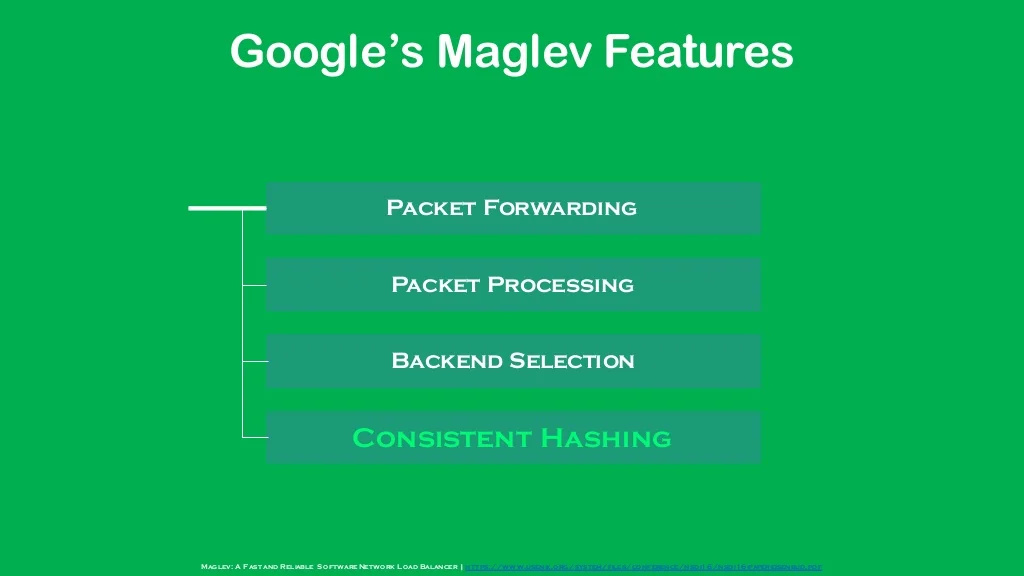 Google’s Maglev Features
Packet Forwarding
Packet Processing
Backend Selection
Consistent Hashing
Maglev: A Fast and Reliable Software Network Load Balancer |